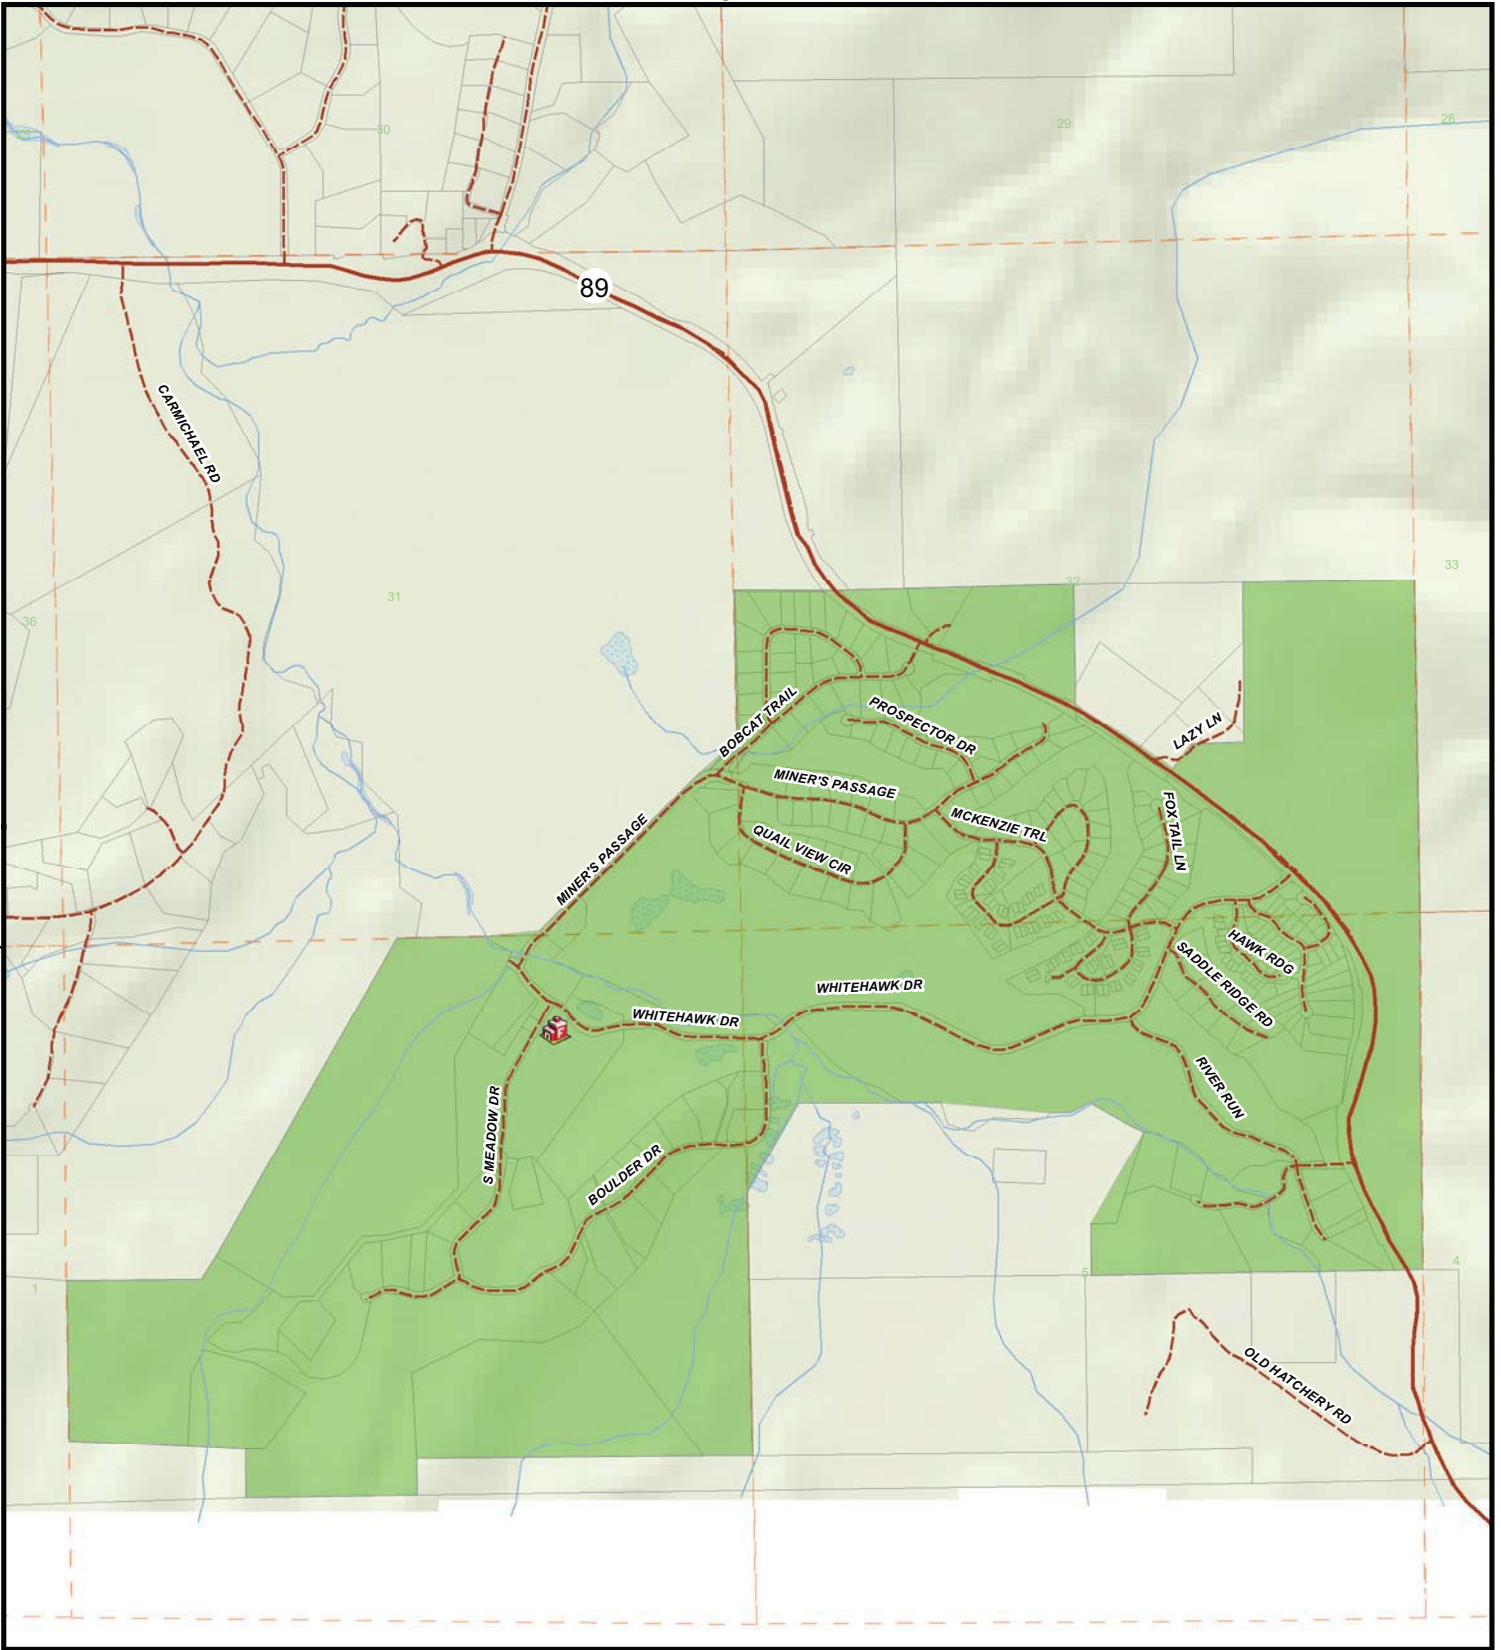 30
29
28
89
CARMICHAEL RD
31
32
33
36
BOBCAT TRAIL
PROSPECTOR DR
LAZY LN
MINER'S PASSAGE
MINER'S PASSAGE
MCKENZIE TRL
FOX TAIL LN
QUAIL VIEW CIR
HAWK RDG
SADDLE RIDGE RD
WHITEHAWK DR
WHITEHAWK DR
RIVER RUN
S MEADOW DR
BOULDER DR
1
5
4
OLD HATCHERY RD